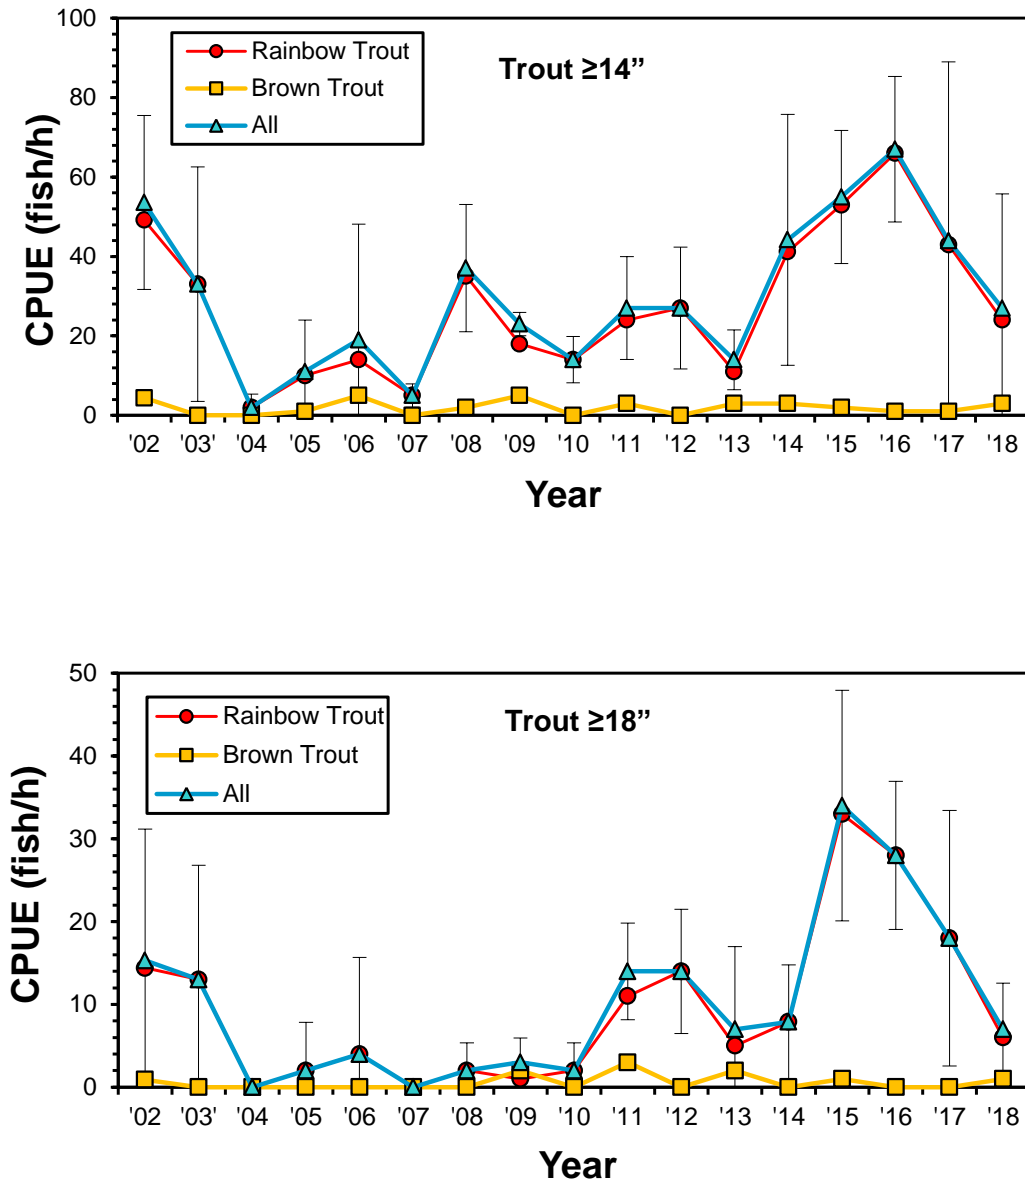 100
80
60
40
20
0
CPUE (fish/h)
Rainbow Trout
Brown Trout
All
Trout ≥14”
'02 '03' '04 '05 '06 '07 '08 '09 '10 '11 '12 '13 '14 '15 '16 '17 '18
Year
50
40
30
20
10
0
CPUE (fish/h)
Rainbow Trout
Brown Trout
All
Trout ≥18”
'02 '03' '04 '05 '06 '07 '08 '09 '10 '11 '12 '13 '14 '15 '16 '17 '18
Year